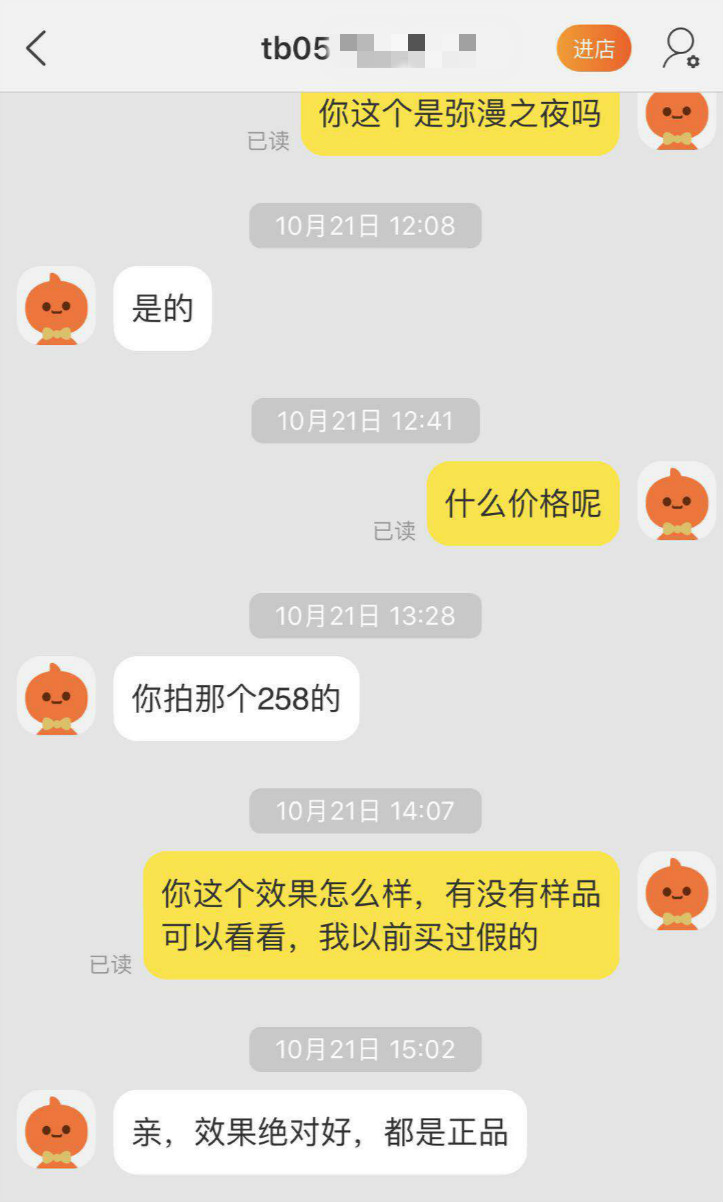 tb05
进店
你这个是弥漫之夜吗
已读
10月21日 12:08
是的
10月21日 12:41
什么价格呢
已读
10月21日 13:28
你拍那个258的
10月21日 14:07
你这个效果怎么样，有没有样品
可以看看，我以前买过假的
已读
10月21日 15:02
亲，效果绝对好，都是正品